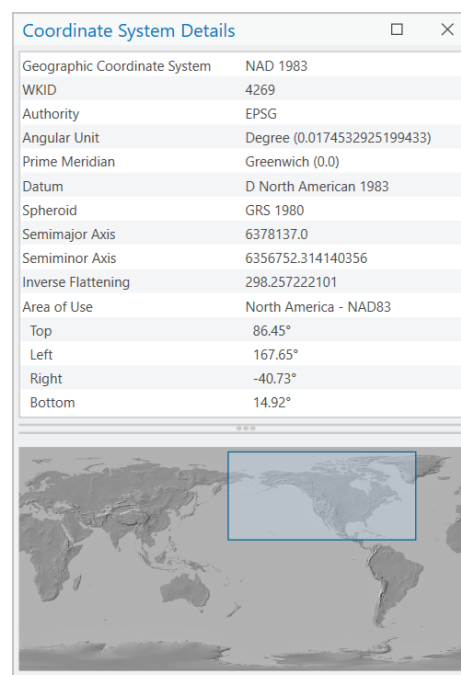 Coordinate System Details
Geographic Coordinate System NAD 1983
WKID 4269
Authority EPSG
Angular Unit Degree (0.0174532925199433)
Prime Meridian Greenwich (0.0)
Datum D North American 1983
Spheroid GRS 1980
Semimajor Axis 6378137.0
Semiminor Axis 6356752.314140356
Inverse Flattening 298.257222101
Area of Use North America - NAD83
Top 86.45°
Left 167.65°
Right -40.73°
Bottom 14.92°